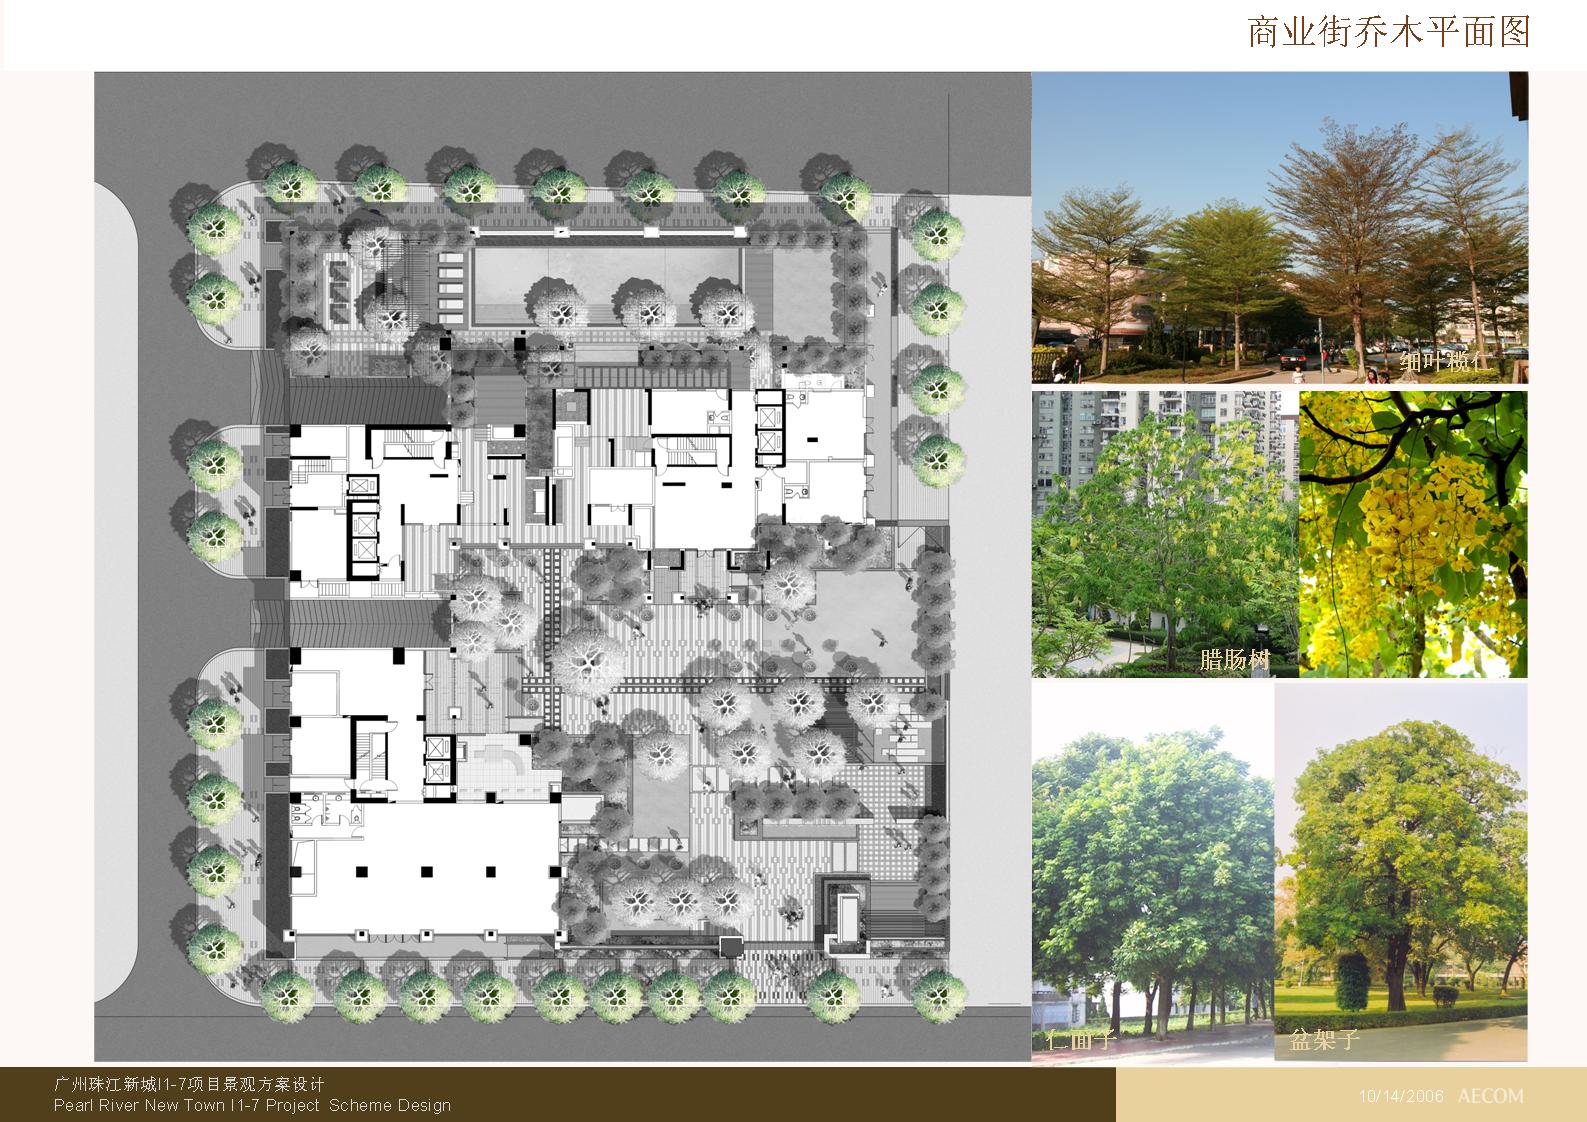 商业街乔木平面图
细叶榄仁
腊肠树
仁面子
盆架子
广州珠江新城I1-7项目景观方案设计
Pearl River New Town I1-7 Project Scheme Design
10/14/2006 AECOM